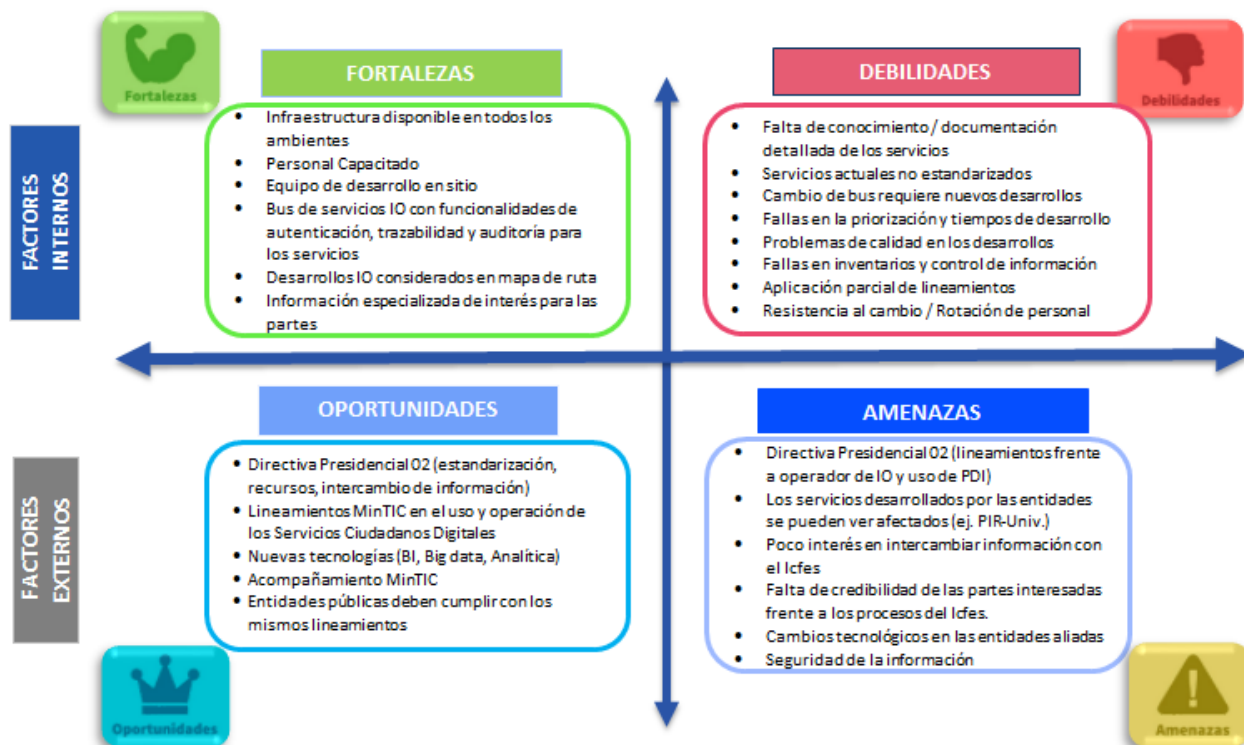 Fortalezas
FORTALEZAS
DEBILIDADES
Debilidades
FACTORES
INTERNOS
• Infraestructura disponible en todos los
ambientes
• Personal Capacitado
• Equipo de desarrollo en sitio
• Bus de servicios IO con funcionalidades de
autenticación, trazabilidad y auditoría para
los servicios
• Desarrollos IO considerados en mapa de ruta
• Información especializada de interés para las
partes
• Falta de conocimiento / documentación
detallada de los servicios
• Servicios actuales no estandarizados
• Cambio de bus requiere nuevos desarrollos
• Fallas en la priorización y tiempos de desarrollo
• Problemas de calidad en los desarrollos
• Fallas en inventarios y control de información
• Aplicación parcial de lineamientos
• Resistencia al cambio / Rotación de personal
OPORTUNIDADES
AMENAZAS
FACTORES
EXTERNOS
• Directiva Presidencial 02 (estandarización,
recursos, intercambio de información)
• Lineamientos MinTIC en el uso y operación de
los Servicios Ciudadanos Digitales
• Nuevas tecnologías (BI, Big data, Analítica)
• Acompañamiento MinTIC
• Entidades públicas deben cumplir con los
mismos lineamientos
• Directiva Presidencial 02 (lineamientos frente
a operador de IO y uso de PDI)
• Los servicios desarrollados por las entidades
se pueden ver afectados (ej. PIR-Univ.)
• Poco interés en intercambiar información con
el Icfes
• Falta de credibilidad de las partes interesadas
frente a los procesos del Icfes.
• Cambios tecnológicos en las entidades aliadas
• Seguridad de la información
Oportunidades
Amenazas